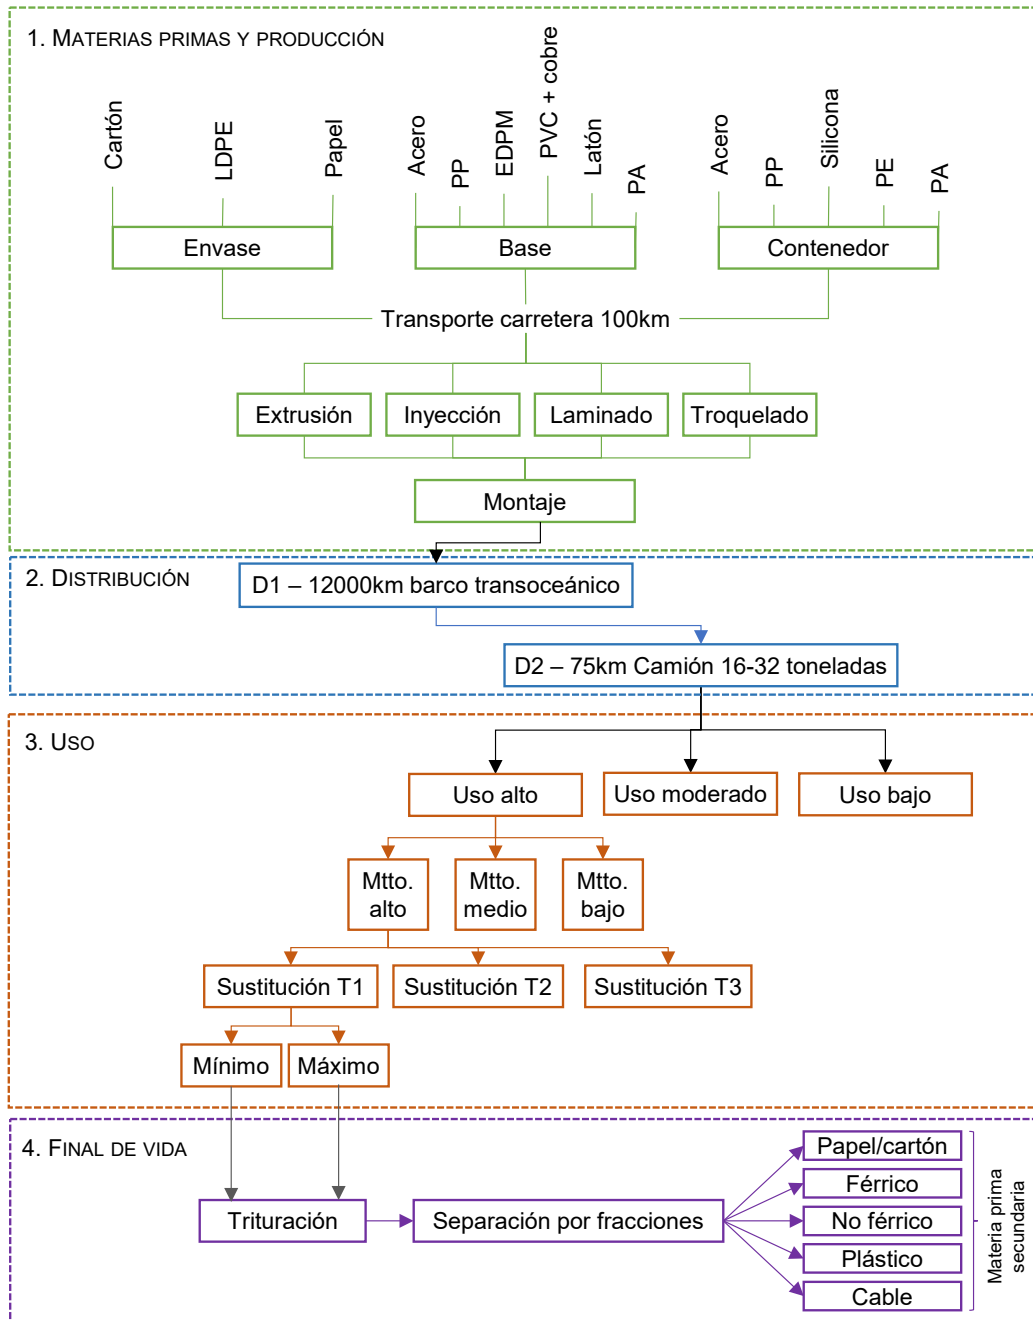 1. MATERIAS PRIMAS Y PRODUCCIÓN
Cartón
LDPE
Papel
Acero
PP
EDPM
PVC + cobre
Latón
PA
Acero
PP
Silicona
PE
PA
Envase
Base
Contenedor
Transporte carretera 100km
Extrusión
Inyección
Laminado
Troquelado
Montaje
2. DISTRIBUCIÓN
D1 – 12000km barco transoceánico
D2 – 75km Camión 16-32 toneladas
3. USO
Uso alto
Uso moderado
Uso bajo
Mtto.
alto
Mtto.
medio
Mtto.
bajo
Sustitución T1
Sustitución T2
Sustitución T3
Mínimo
Máximo
4. FINAL DE VIDA
Trituración
Separación por fracciones
Papel/cartón
Férrico
No férrico
Plástico
Cable
Materia prima
secundaria